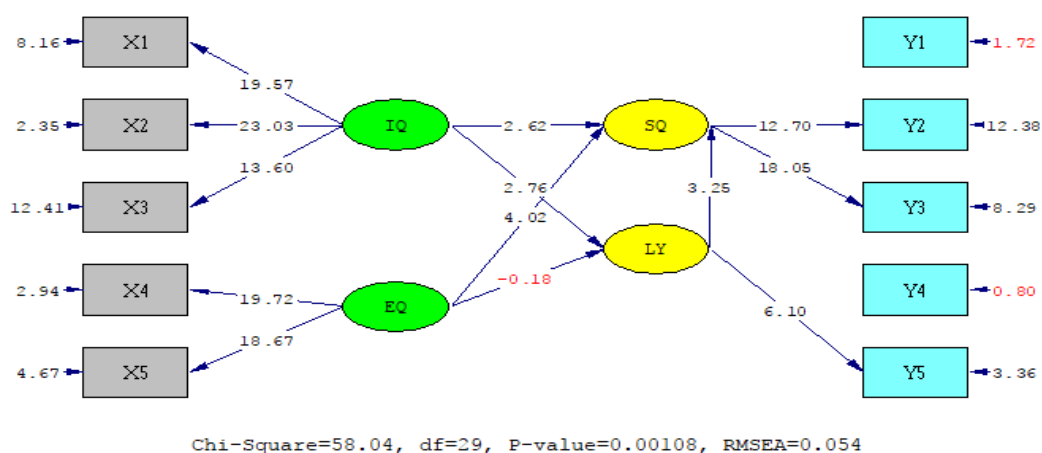 8.16 X1 Y1 1.72
19.57
2.35 X2 23.03 IQ 2.62 SQ 12.70 Y2 12.38
13.60 18.05
12.41 X3 2.76 3.25 Y3 8.29
4.02
LY
2.94 X4 19.72 EQ -0.18 Y4 0.80
18.67 6.10
4.67 X5 Y5 3.36
Chi-Square=58.04, df=29, P-value=0.00108, RMSEA=0.054